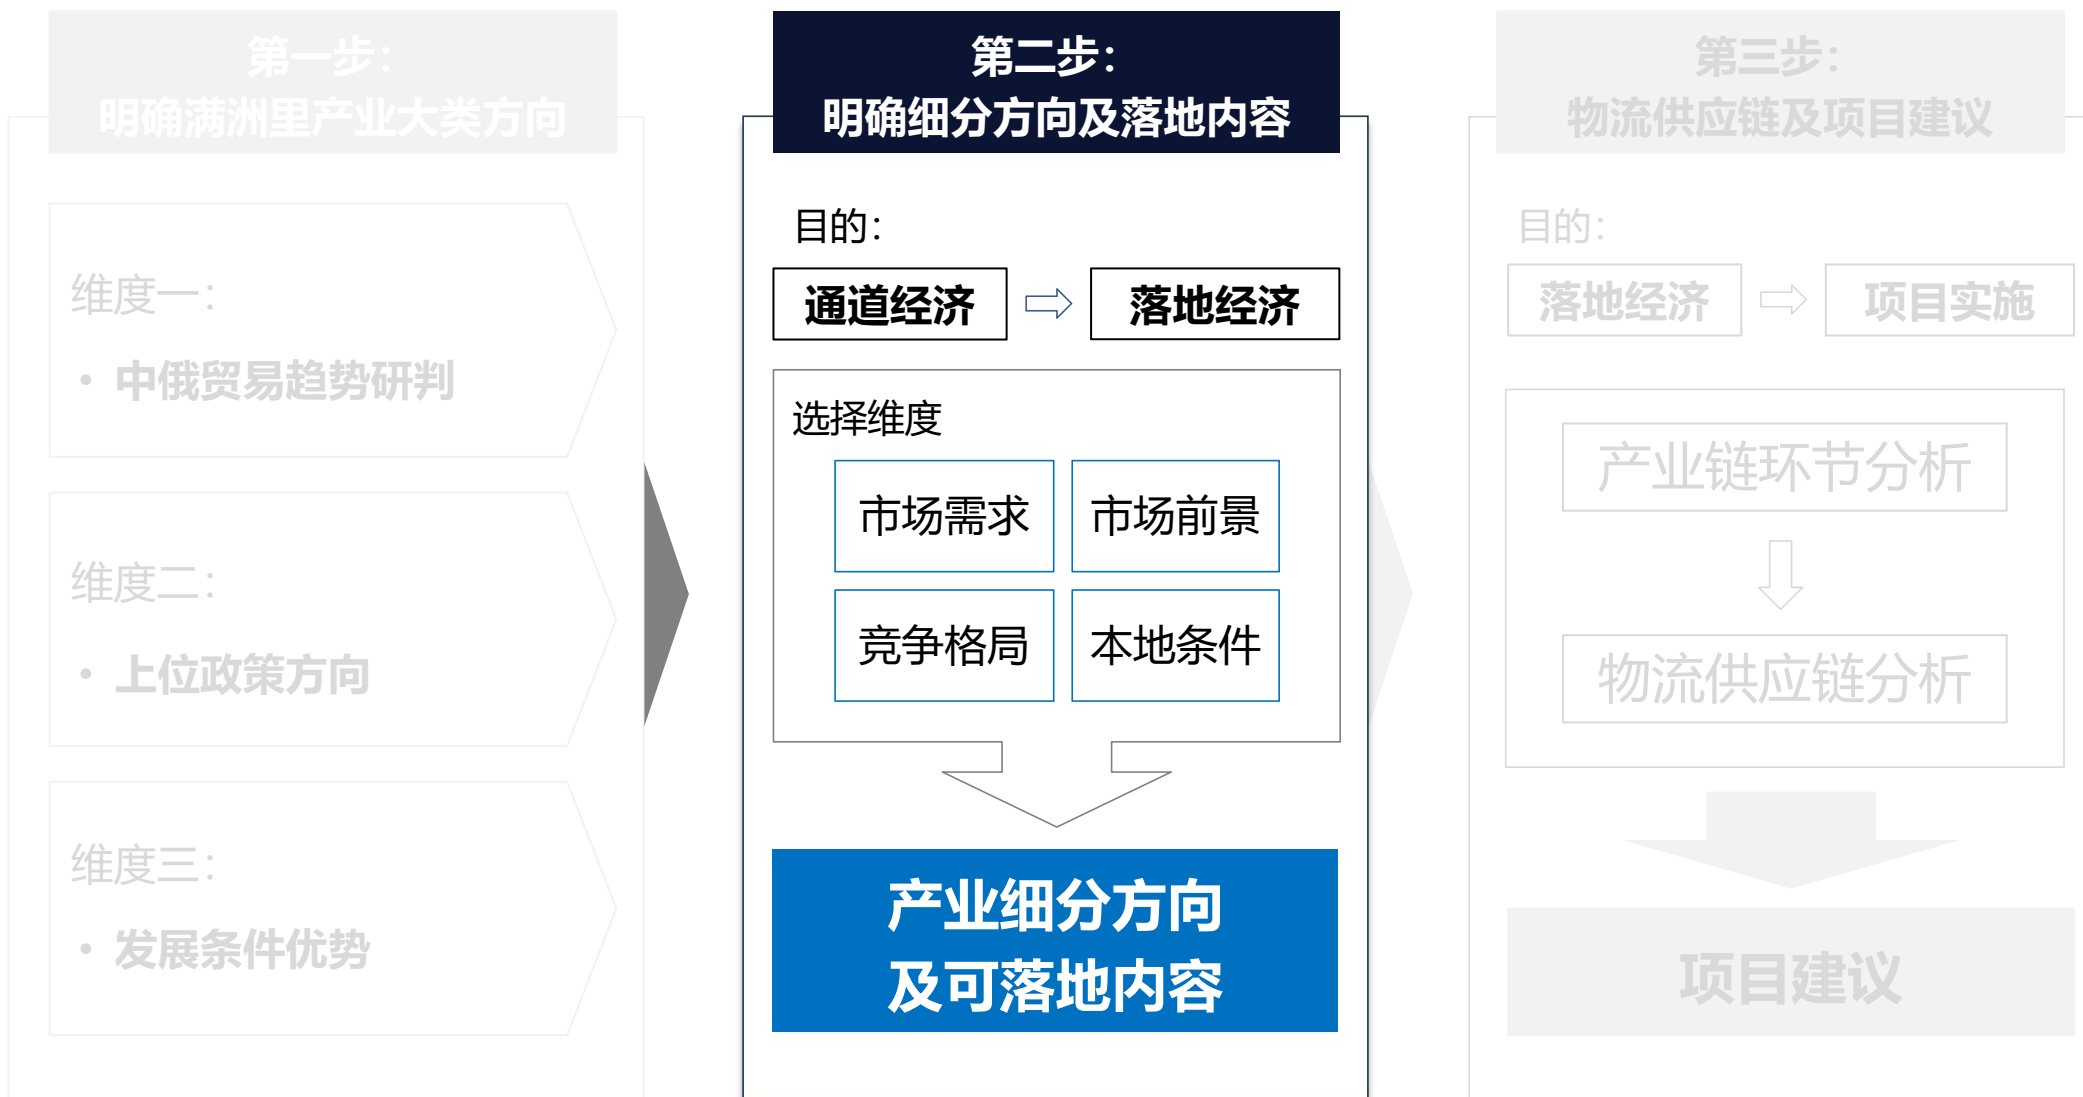 第一步：
明确满洲里产业大类方向
维度一：
• 中俄贸易趋势研判
维度二：
• 上位政策方向
维度三：
• 发展条件优势
第二步：
明确细分方向及落地内容
目的：
通道经济
落地经济
选择维度
市场需求
市场前景
竞争格局
本地条件
产业细分方向
及可落地内容
第三步：
物流供应链及项目建议
目的：
落地经济
项目实施
产业链环节分析
物流供应链分析
项目建议